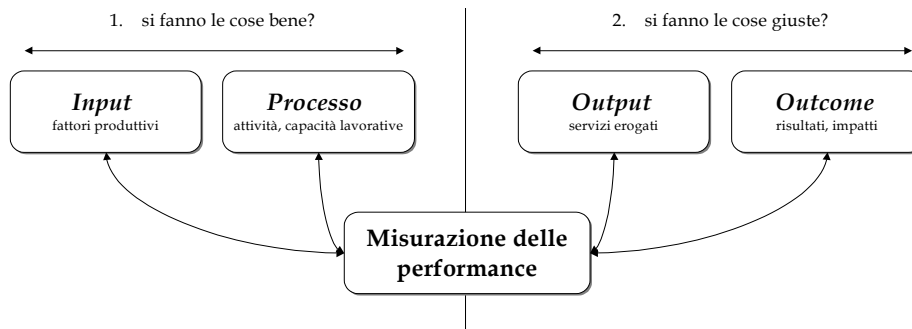 1. si fanno le cose bene?
2. si fanno le cose giuste?
Input
fattori produttivi
Processo
attività, capacità lavorative
Output
servizi erogati
Outcome
risultati, impatti
Misurazione delle
performance